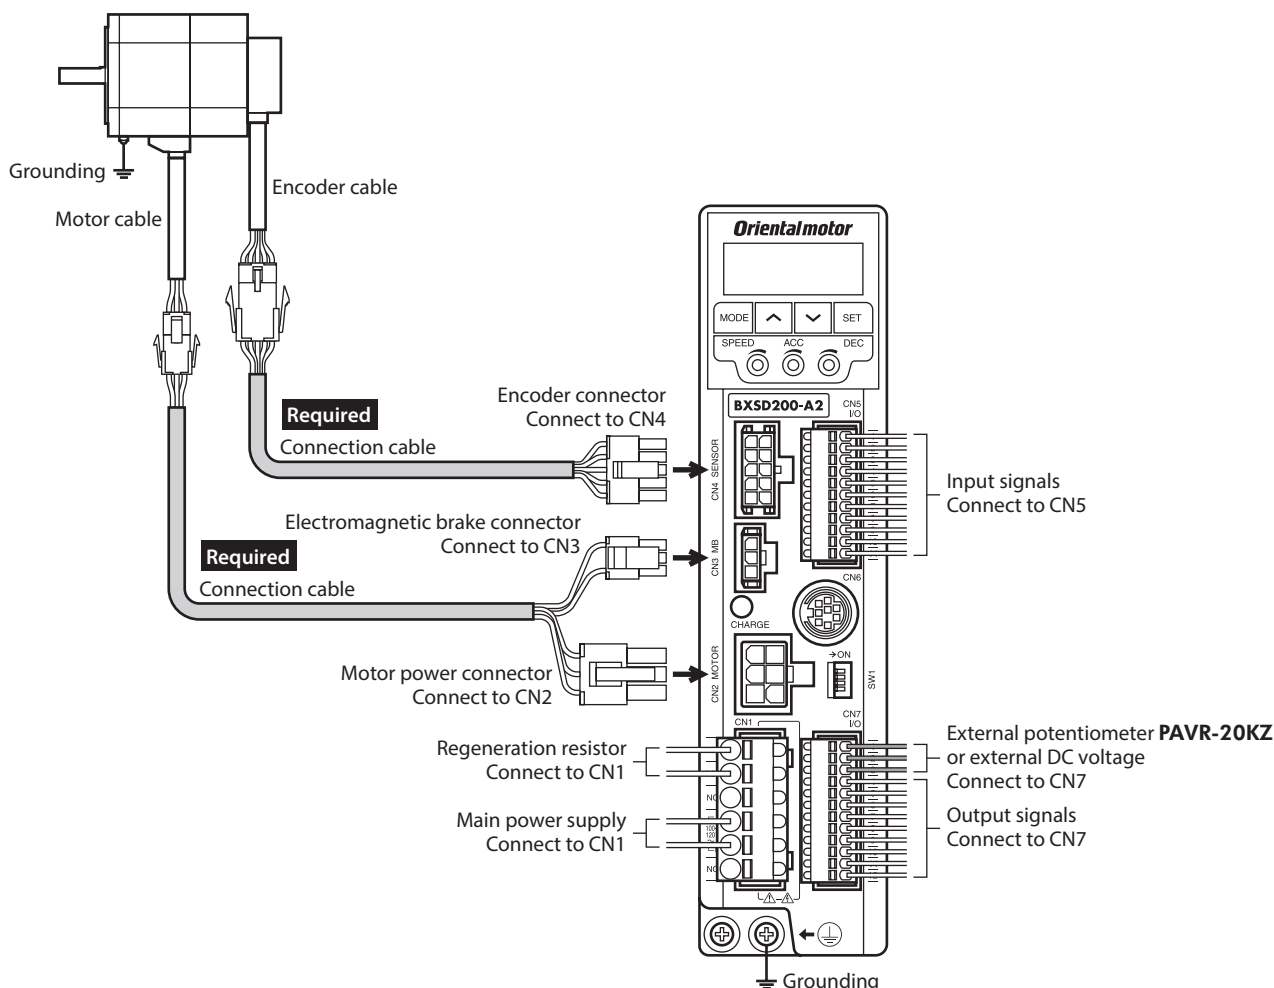 Grounding
Motor cable
Encoder cable
Required
Connection cable
Encoder connector
Connect to CN4
Electromagnetic brake connector
Connect to CN3
Required
Connection cable
Motor power connector
Connect to CN2
Regeneration resistor
Connect to CN1
Main power supply
Connect to CN1
Orientalmotor
MODE
SET
SPEED
ACC
DEC
BXSD200-A2
CN5
I/O
CN4 SENSOR
CN3 MB
CN6
CHARGE
→ON
SW1
CN2 MOTOR
CN7
I/O
CN1
NC
NC
Input signals
Connect to CN5
External potentiometer PAVR-20KZ
or external DC voltage
Connect to CN7
Output signals
Connect to CN7
Grounding